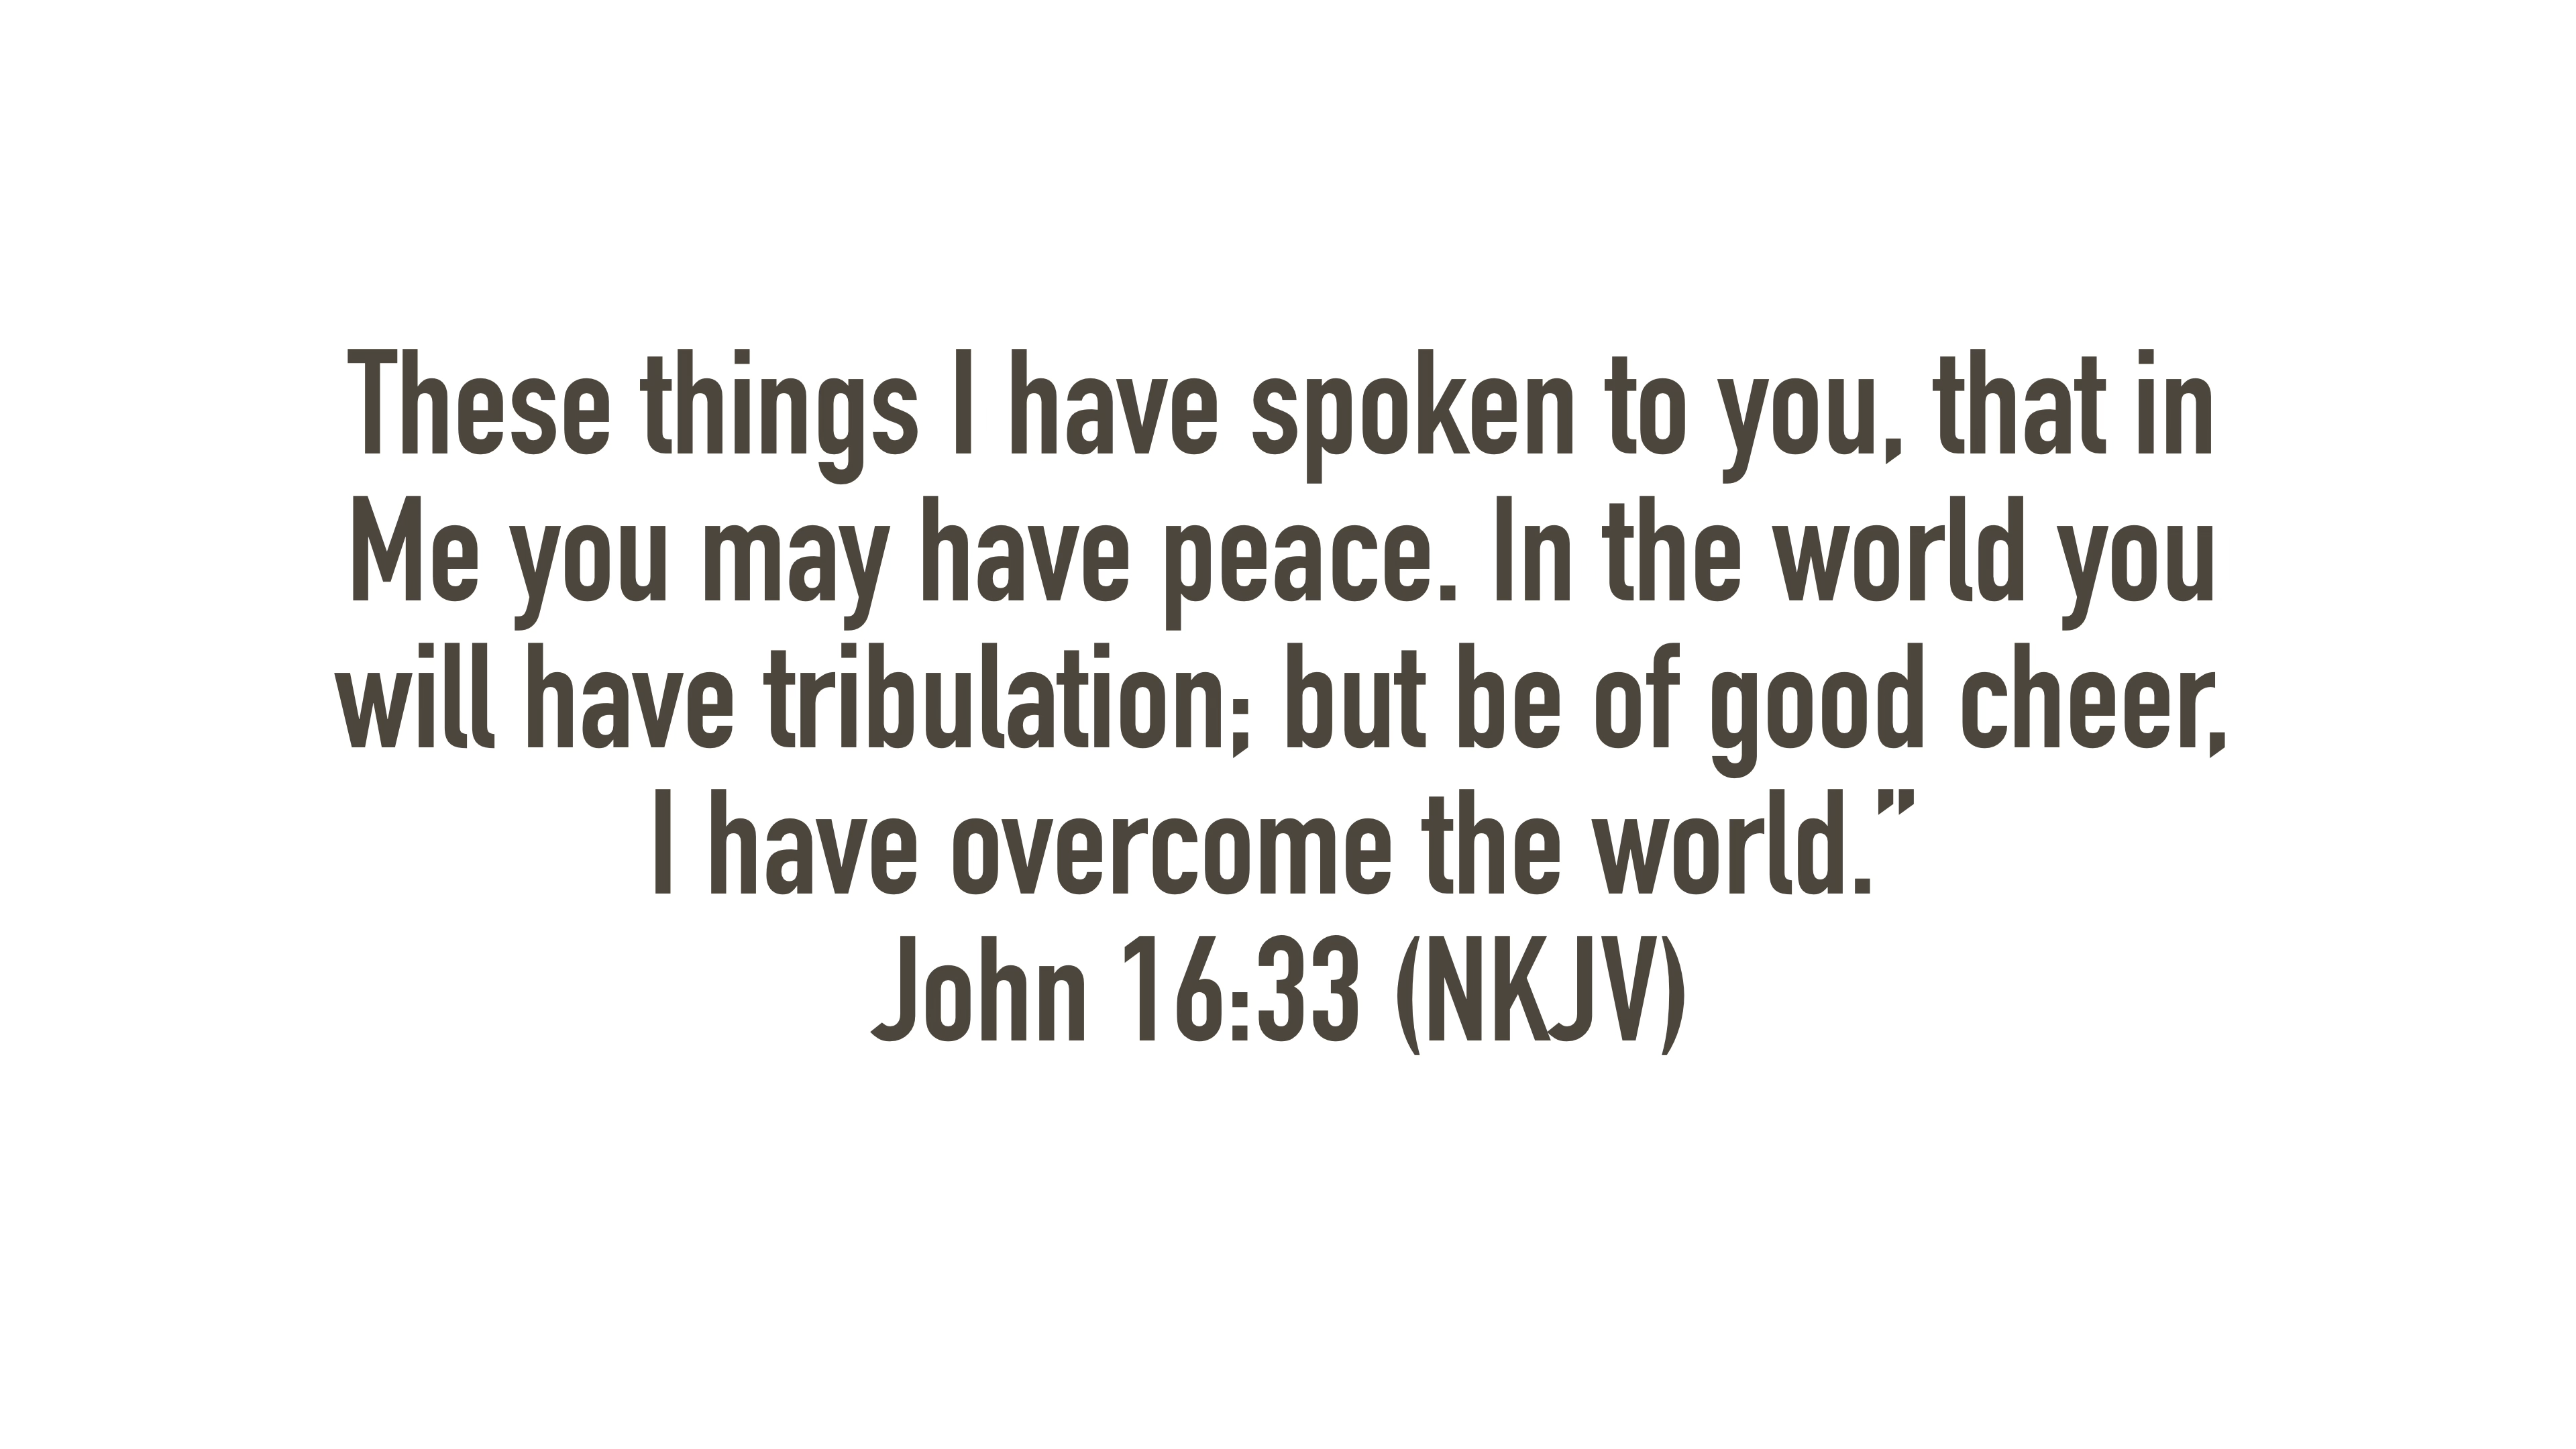 These things I have spoken to you, that in
Me you may have peace. In the world you
will have tribulation; but be of good cheer,
I have overcome the world.”
John 16:33 (NKJV)